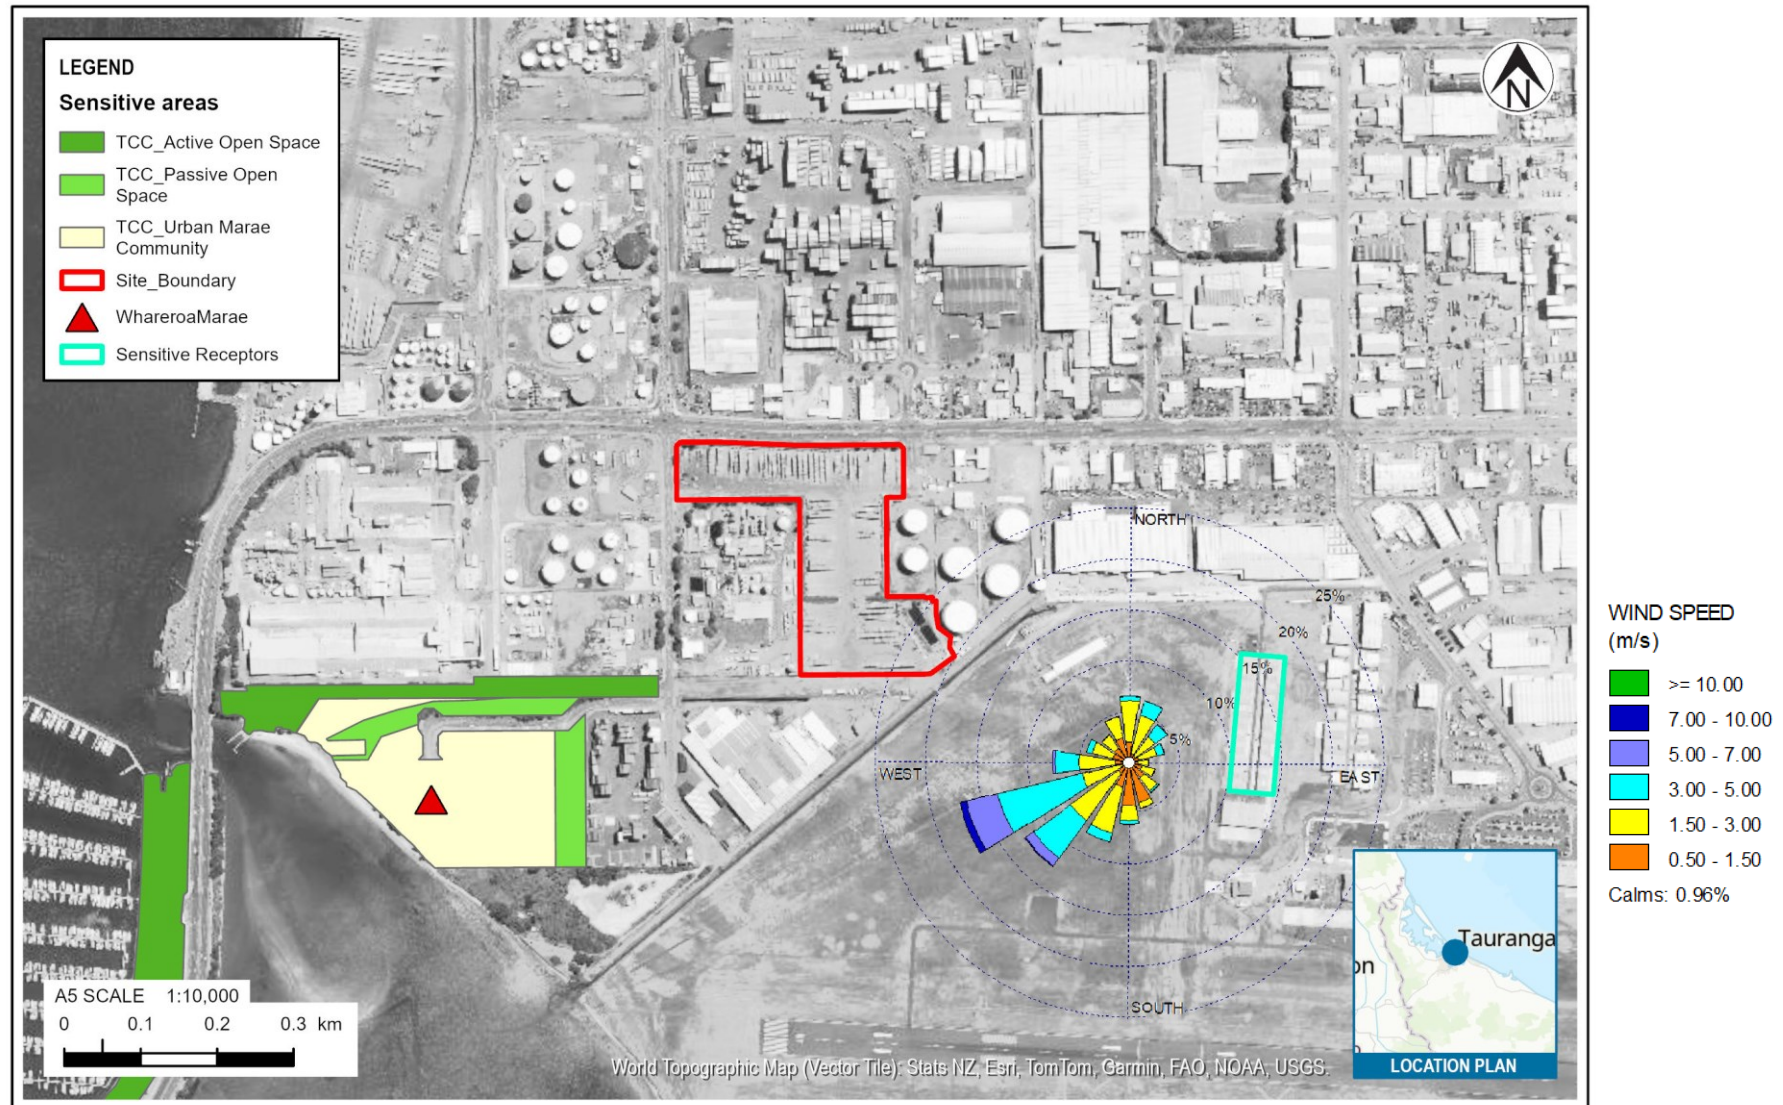 LEGEND
Sensitive areas
TCC_Active Open Space
TCC_Passive Open
Space
TCC_Urban Marae
Community
Site_Boundary
WhareroaMarae
Sensitive Receptors
N
NORTH
25%
20%
15%
10%
5%
WEST
EAST
SOUTH
WIND SPEED
(m/s)
>= 10.00
7.00 - 10.00
5.00 - 7.00
3.00 - 5.00
1.50 - 3.00
0.50 - 1.50
Calms: 0.96%
A5 SCALE 1:10,000
0 0.1 0.2 0.3 km
World Topographic Map (Vector Tile): Stats NZ, Esri, TomTom, Garmin, FAO, NOAA, USGS.
Tauranga
on
LOCATION PLAN